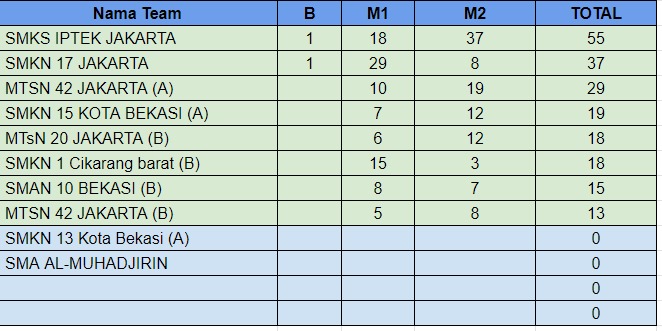 Nama Team B M1 M2 TOTAL
SMKS IPTEK JAKARTA 1 18 37 55
SMKN 17 JAKARTA 1 29 8 37
MTSN 42 JAKARTA (A) 10 19 29
SMKN 15 KOTA BEKASI (A) 7 12 19
MTsN 20 JAKARTA (B) 6 12 18
SMKN 1 Cikarang barat (B) 15 3 18
SMAN 10 BEKASI (B) 8 7 15
MTSN 42 JAKARTA (B) 5 8 13
SMKN 13 Kota Bekasi (A) 0
SMA AL-MUHADJIRIN 0
0
0